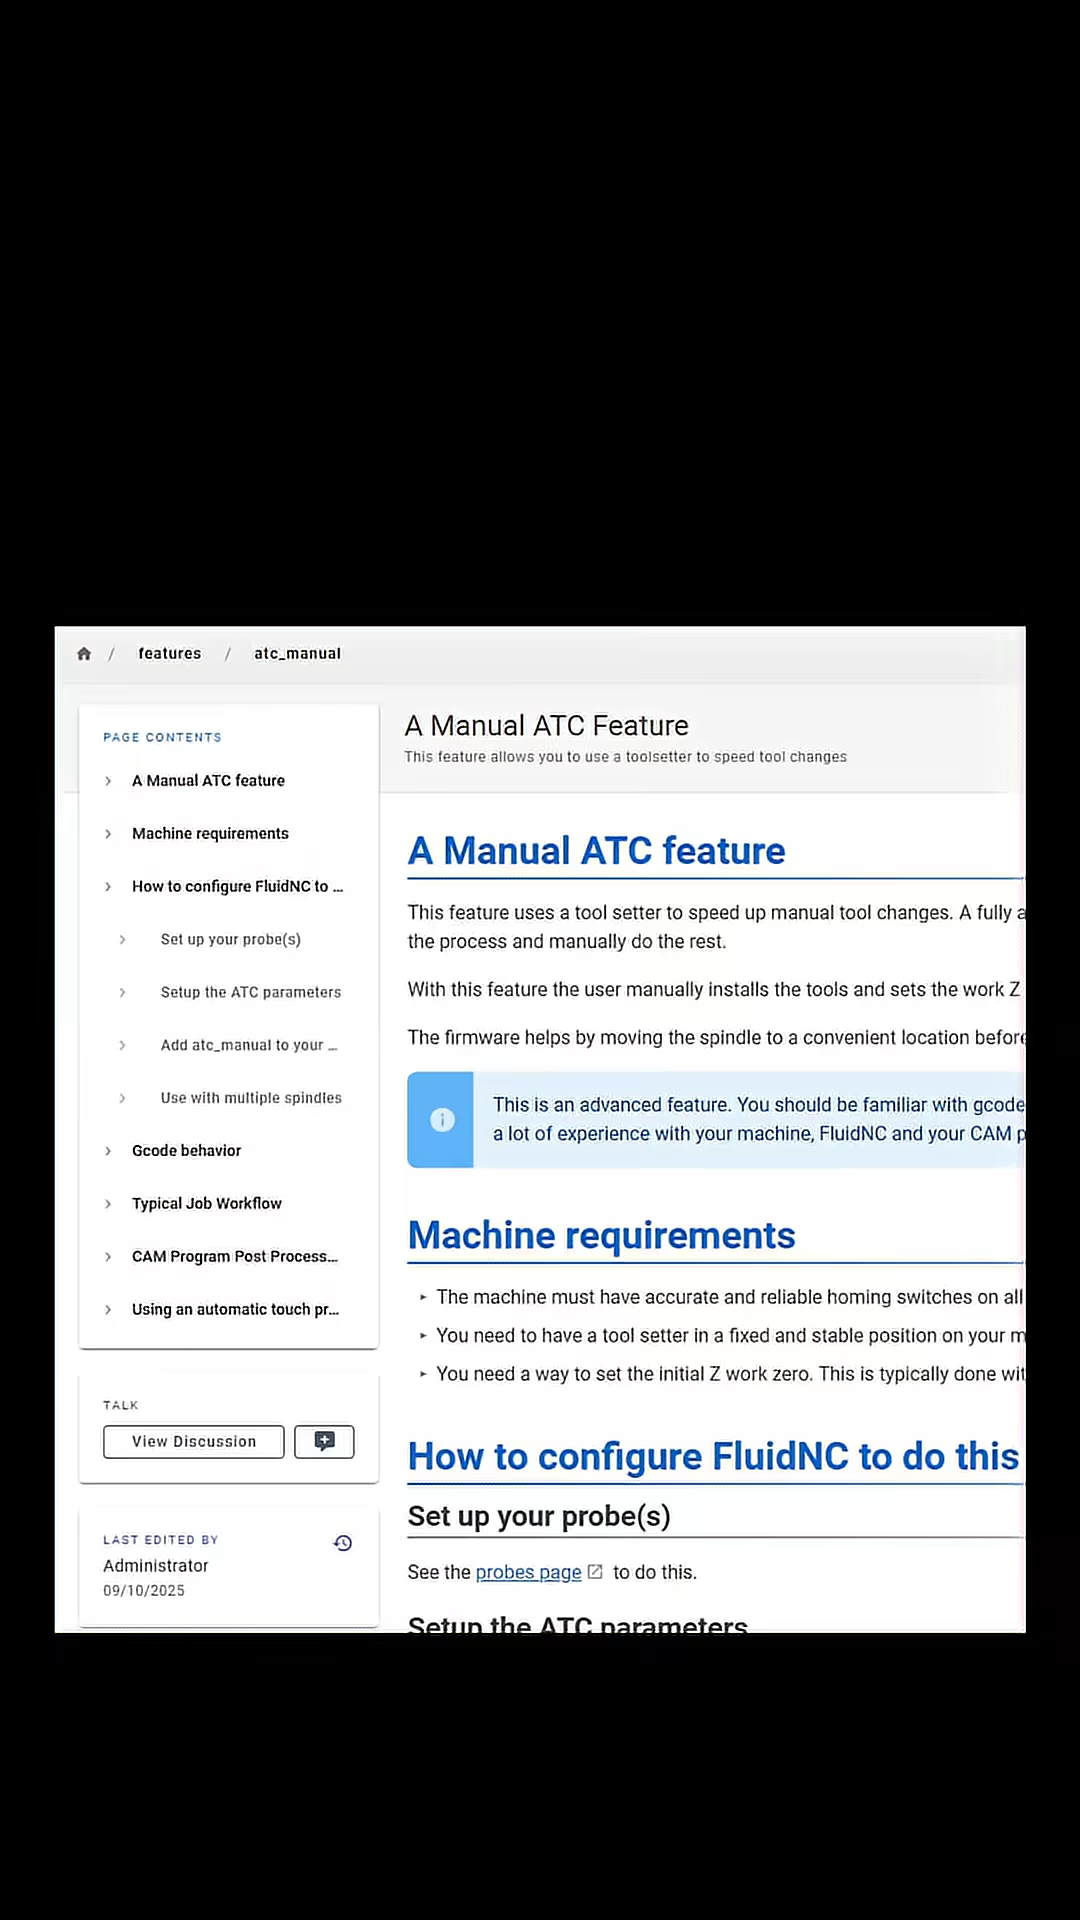 features / atc_manual
A Manual ATC Feature
This feature allows you to use a toolsetter to speed tool changes
PAGE CONTENTS
A Manual ATC feature
Machine requirements
How to configure FluidNC to ...
Set up your probe(s)
Setup the ATC parameters
Add atc_manual to your ...
Use with multiple spindles
Gcode behavior
Typical Job Workflow
CAM Program Post Process...
Using an automatic touch pr...
TALK
View Discussion
LAST EDITED BY
Administrator
09/10/2025
A Manual ATC feature
This feature uses a tool setter to speed up manual tool changes. A fully a
the process and manually do the rest.
With this feature the user manually installs the tools and sets the work Z
The firmware helps by moving the spindle to a convenient location before
This is an advanced feature. You should be familiar with gcode
a lot of experience with your machine, FluidNC and your CAM p
Machine requirements
The machine must have accurate and reliable homing switches on all
You need to have a tool setter in a fixed and stable position on your m
You need a way to set the initial Z work zero. This is typically done wit
How to configure FluidNC to do this
Set up your probe(s)
See the probes page to do this.
Setup the ATC parameters